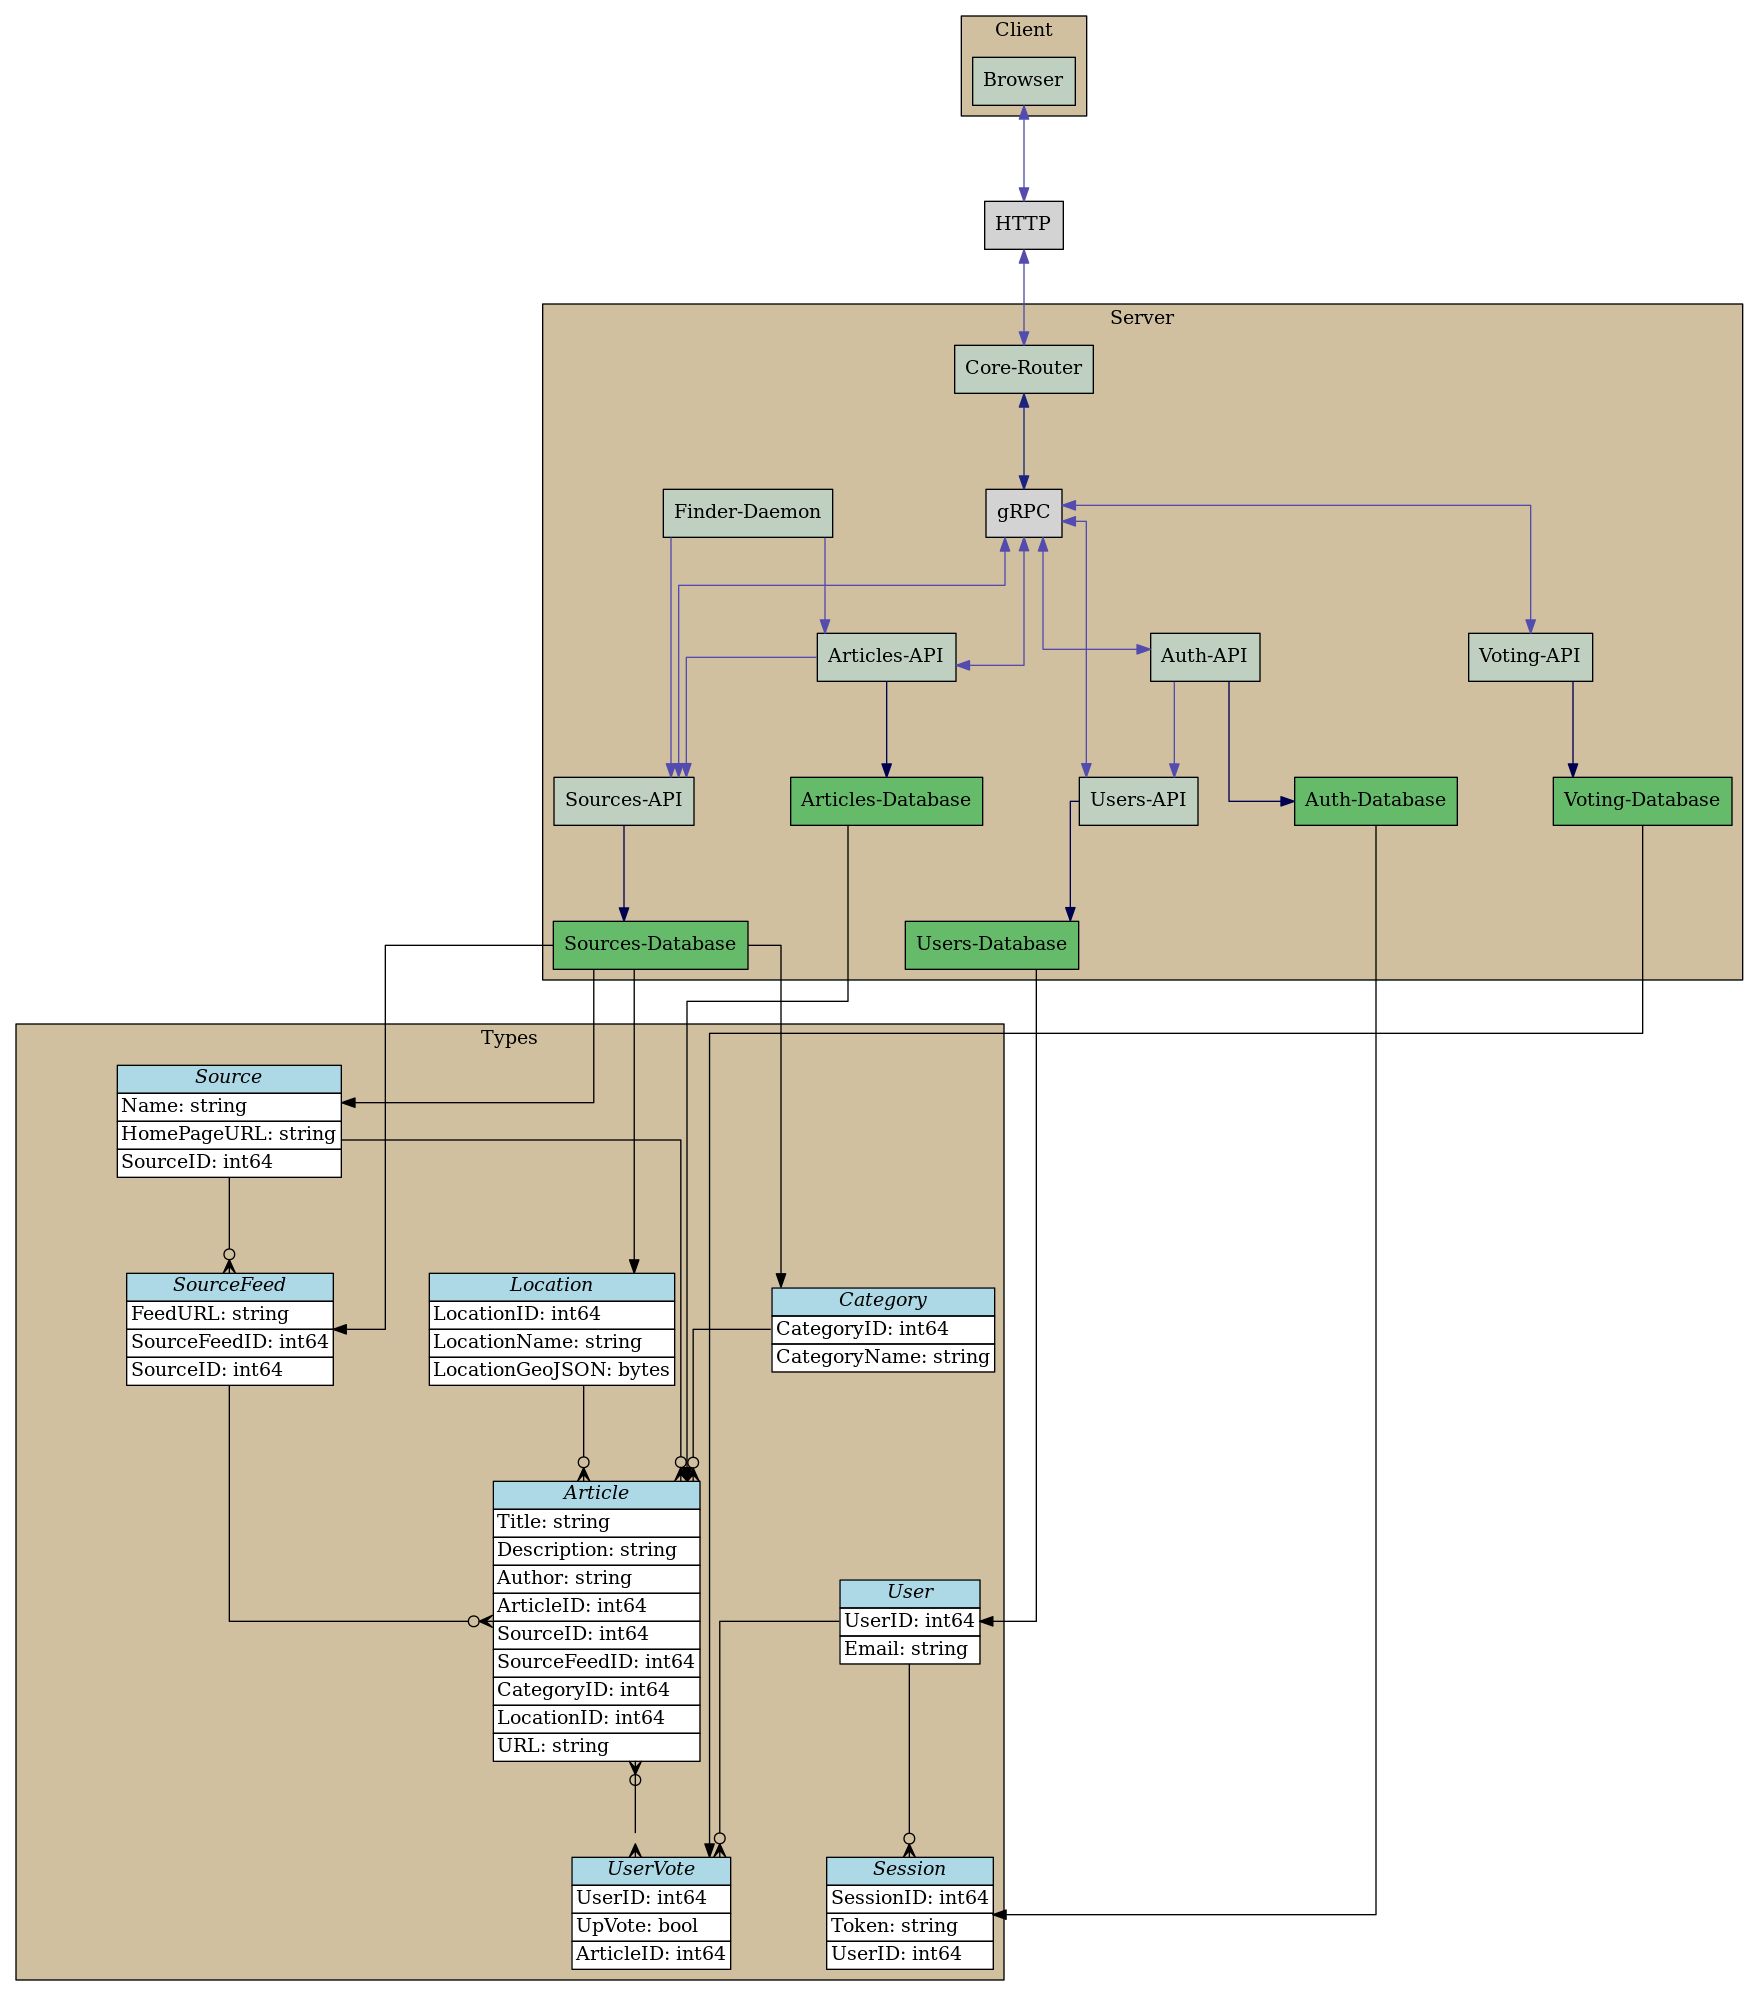 Client
Browser
HTTP
Server
Core-Router
Finder-Daemon
gRPC
Articles-API
Auth-API
Voting-API
Sources-API
Articles-Database
Users-API
Auth-Database
Voting-Database
Sources-Database
Users-Database
Types
Source
Name: string
HomePageURL: string
SourceID: int64
SourceFeed
FeedURL: string
SourceFeedID: int64
SourceID: int64
Location
LocationID: int64
LocationName: string
LocationGeoJSON: bytes
Category
CategoryID: int64
CategoryName: string
Article
Title: string
Description: string
Author: string
ArticleID: int64
SourceID: int64
SourceFeedID: int64
CategoryID: int64
LocationID: int64
URL: string
User
UserID: int64
Email: string
UserVote
UserID: int64
UpVote: bool
ArticleID: int64
Session
SessionID: int64
Token: string
UserID: int64